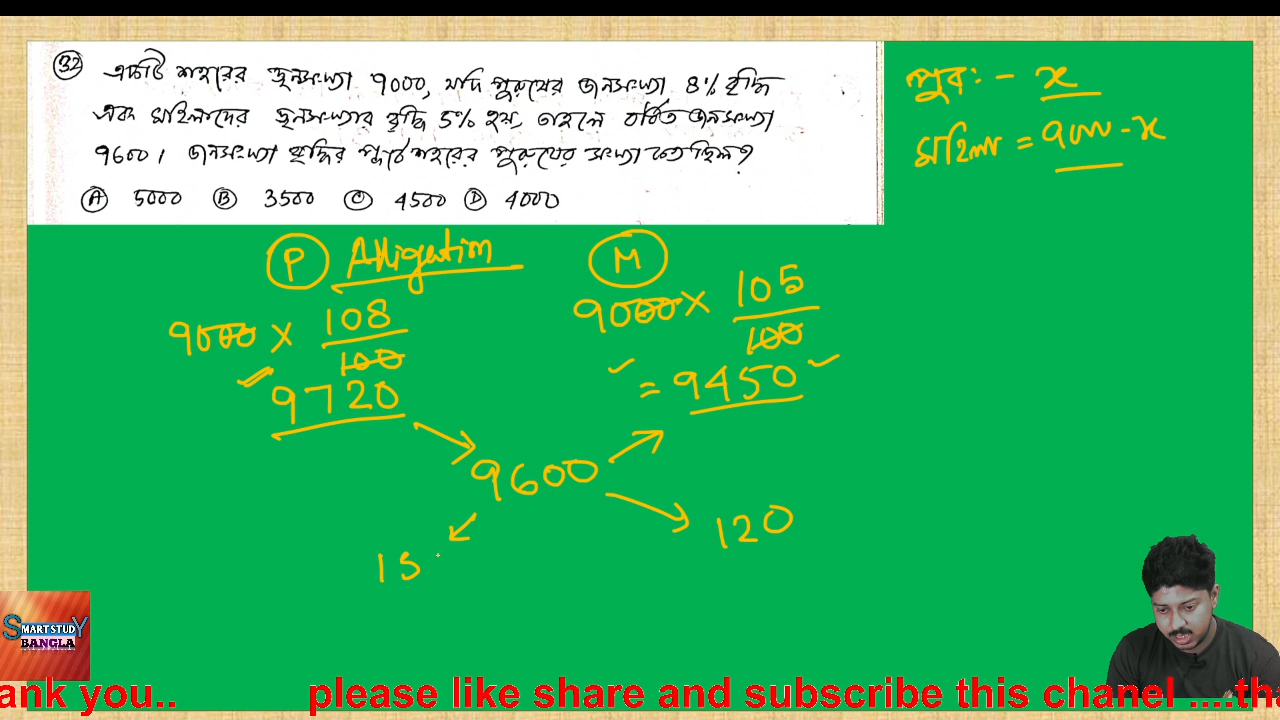 32 একটি শহরের জনসংখ্যা 9000, যদি পুরুষের জনসংখ্যা 8% বৃদ্ধি
এবং মহিলাদের জনসংখ্যার বৃদ্ধি 5% হয়, তাহলে বর্ধিত জনসংখ্যা
9600। জনসংখ্যা বৃদ্ধির পূর্বে শহরের পুরুষের সংখ্যা কত ছিল?
A 5000 B 3500 C 4500 D 4000
পুরুঃ - x
মহিলা = 9000 - x
P Alligation M
9000 × 108/100
9000 × 105/100
9720
= 9450
9600
15
120
SMART STUDY
BANGLA
ank you.. please like share and subscribe this chanel ....tha